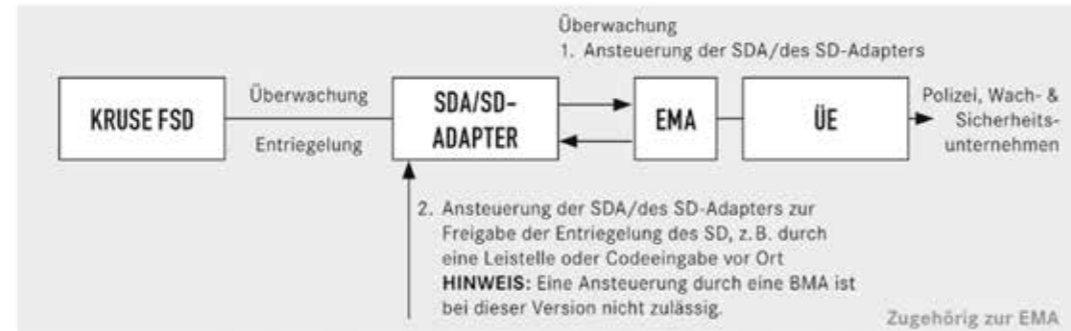 Überwachung
1. Ansteuerung der SDA/des SD-Adapters
KRUSE FSD
Überwachung
Entriegelung
SDA/SD-
ADAPTER
EMA
ÜE
Polizei, Wach- &
Sicherheits-
unternehmen
2. Ansteuerung der SDA/des SD-Adapters zur
Freigabe der Entriegelung des SD, z. B. durch
eine Leistelle oder Codeeingabe vor Ort
HINWEIS: Eine Ansteuerung durch eine BMA ist
bei dieser Version nicht zulässig.
Zugehörig zur EMA